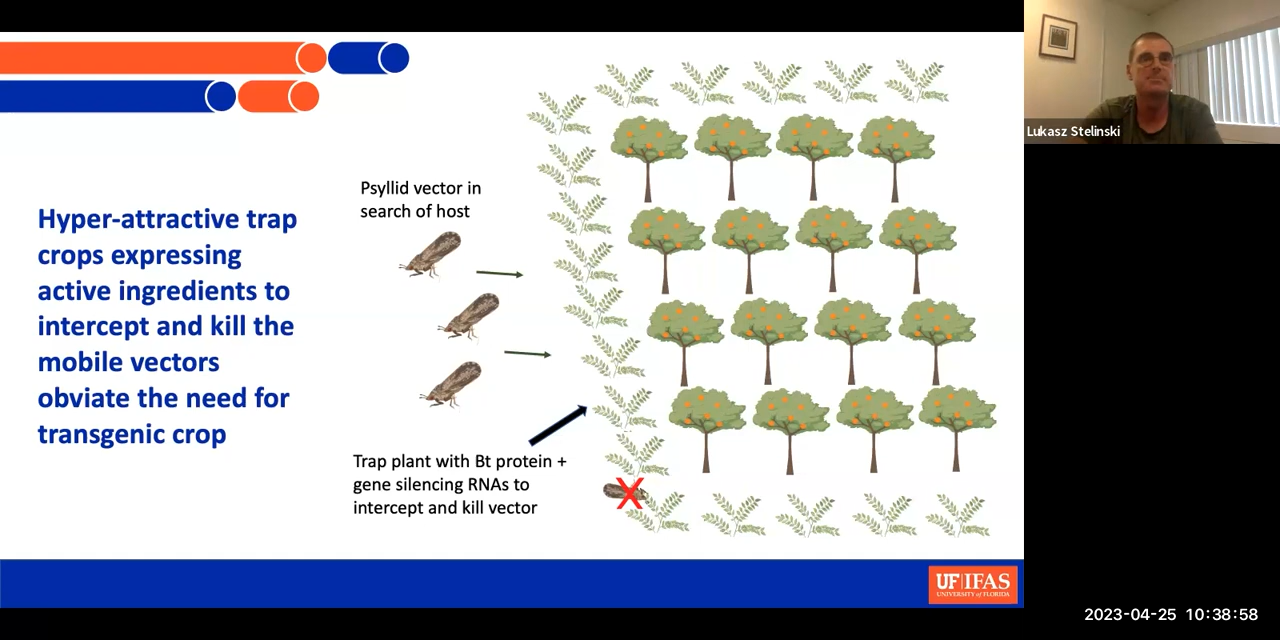 Hyper-attractive trap
crops expressing
active ingredients to
intercept and kill the
mobile vectors
obviate the need for
transgenic crop
Psyllid vector in
search of host
Trap plant with Bt protein +
gene silencing RNAs to
intercept and kill vector
X
UF|IFAS
UNIVERSITY of FLORIDA
Lukasz Stelinski
2023-04-25 10:38:58